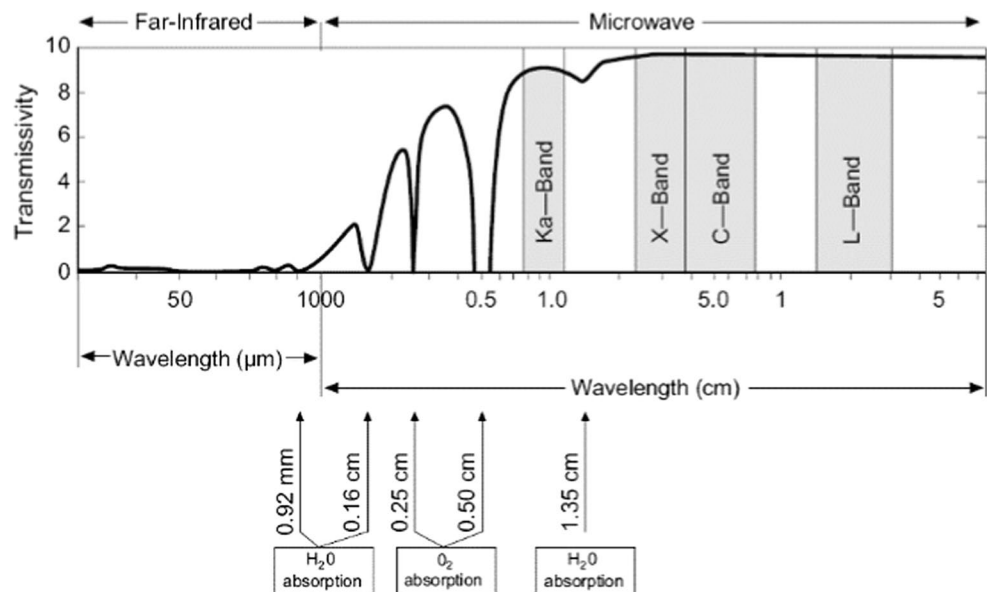 Far-Infrared
Microwave
Transmissivity
10
8
6
4
2
0
Ka—Band
X—Band
C—Band
L—Band
50
1000
0.5
1.0
5.0
1
5
Wavelength (µm)
Wavelength (cm)
0.92 mm
0.16 cm
0.25 cm
0.50 cm
1.35 cm
H₂0
absorption
0₂
absorption
H₂0
absorption